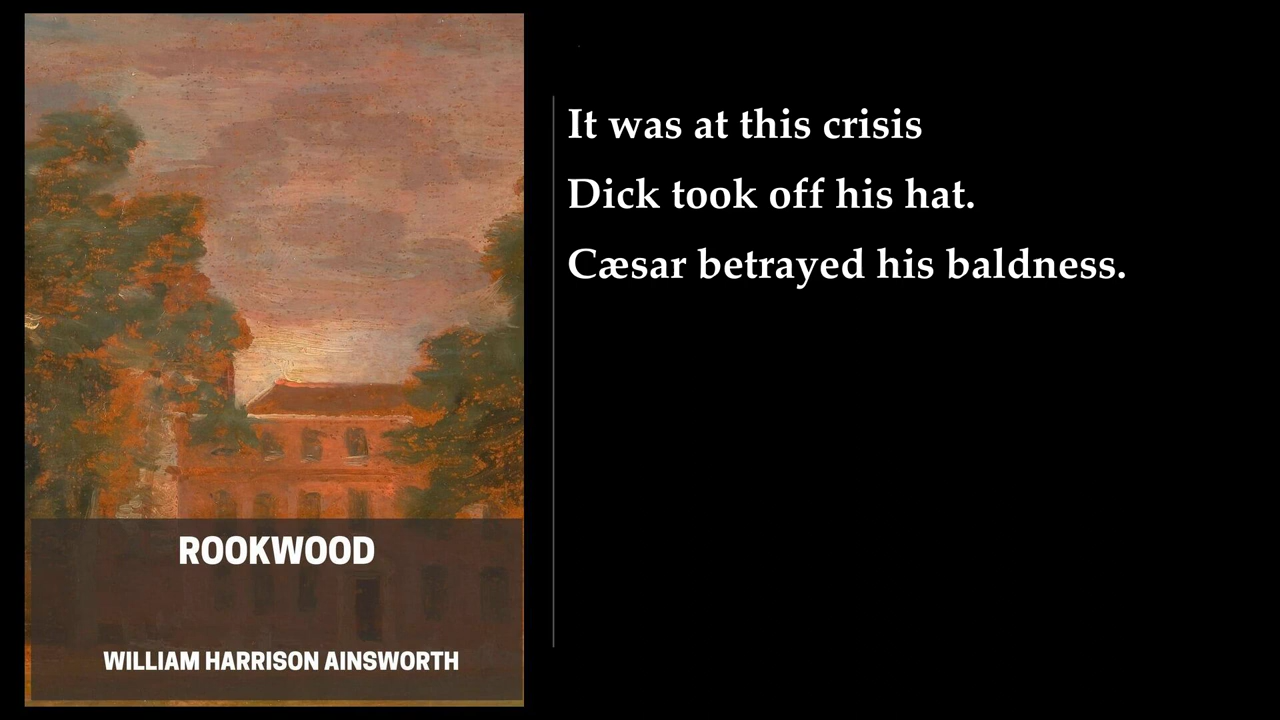 It was at this crisis
Dick took off his hat.
Cæsar betrayed his baldness.
ROOKWOOD
WILLIAM HARRISON AINSWORTH